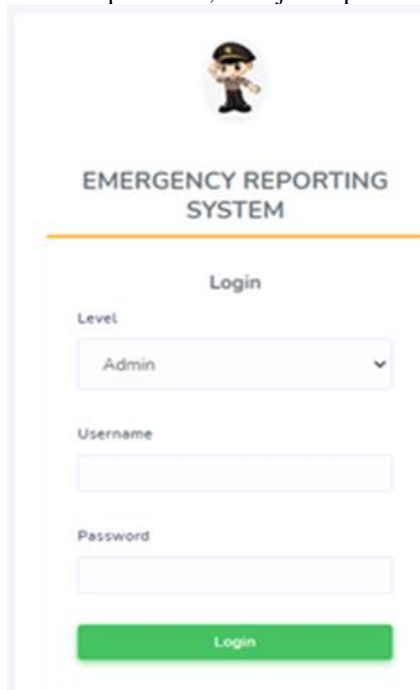 EMERGENCY REPORTING
SYSTEM
Login
Level
Admin
Username
Password
Login